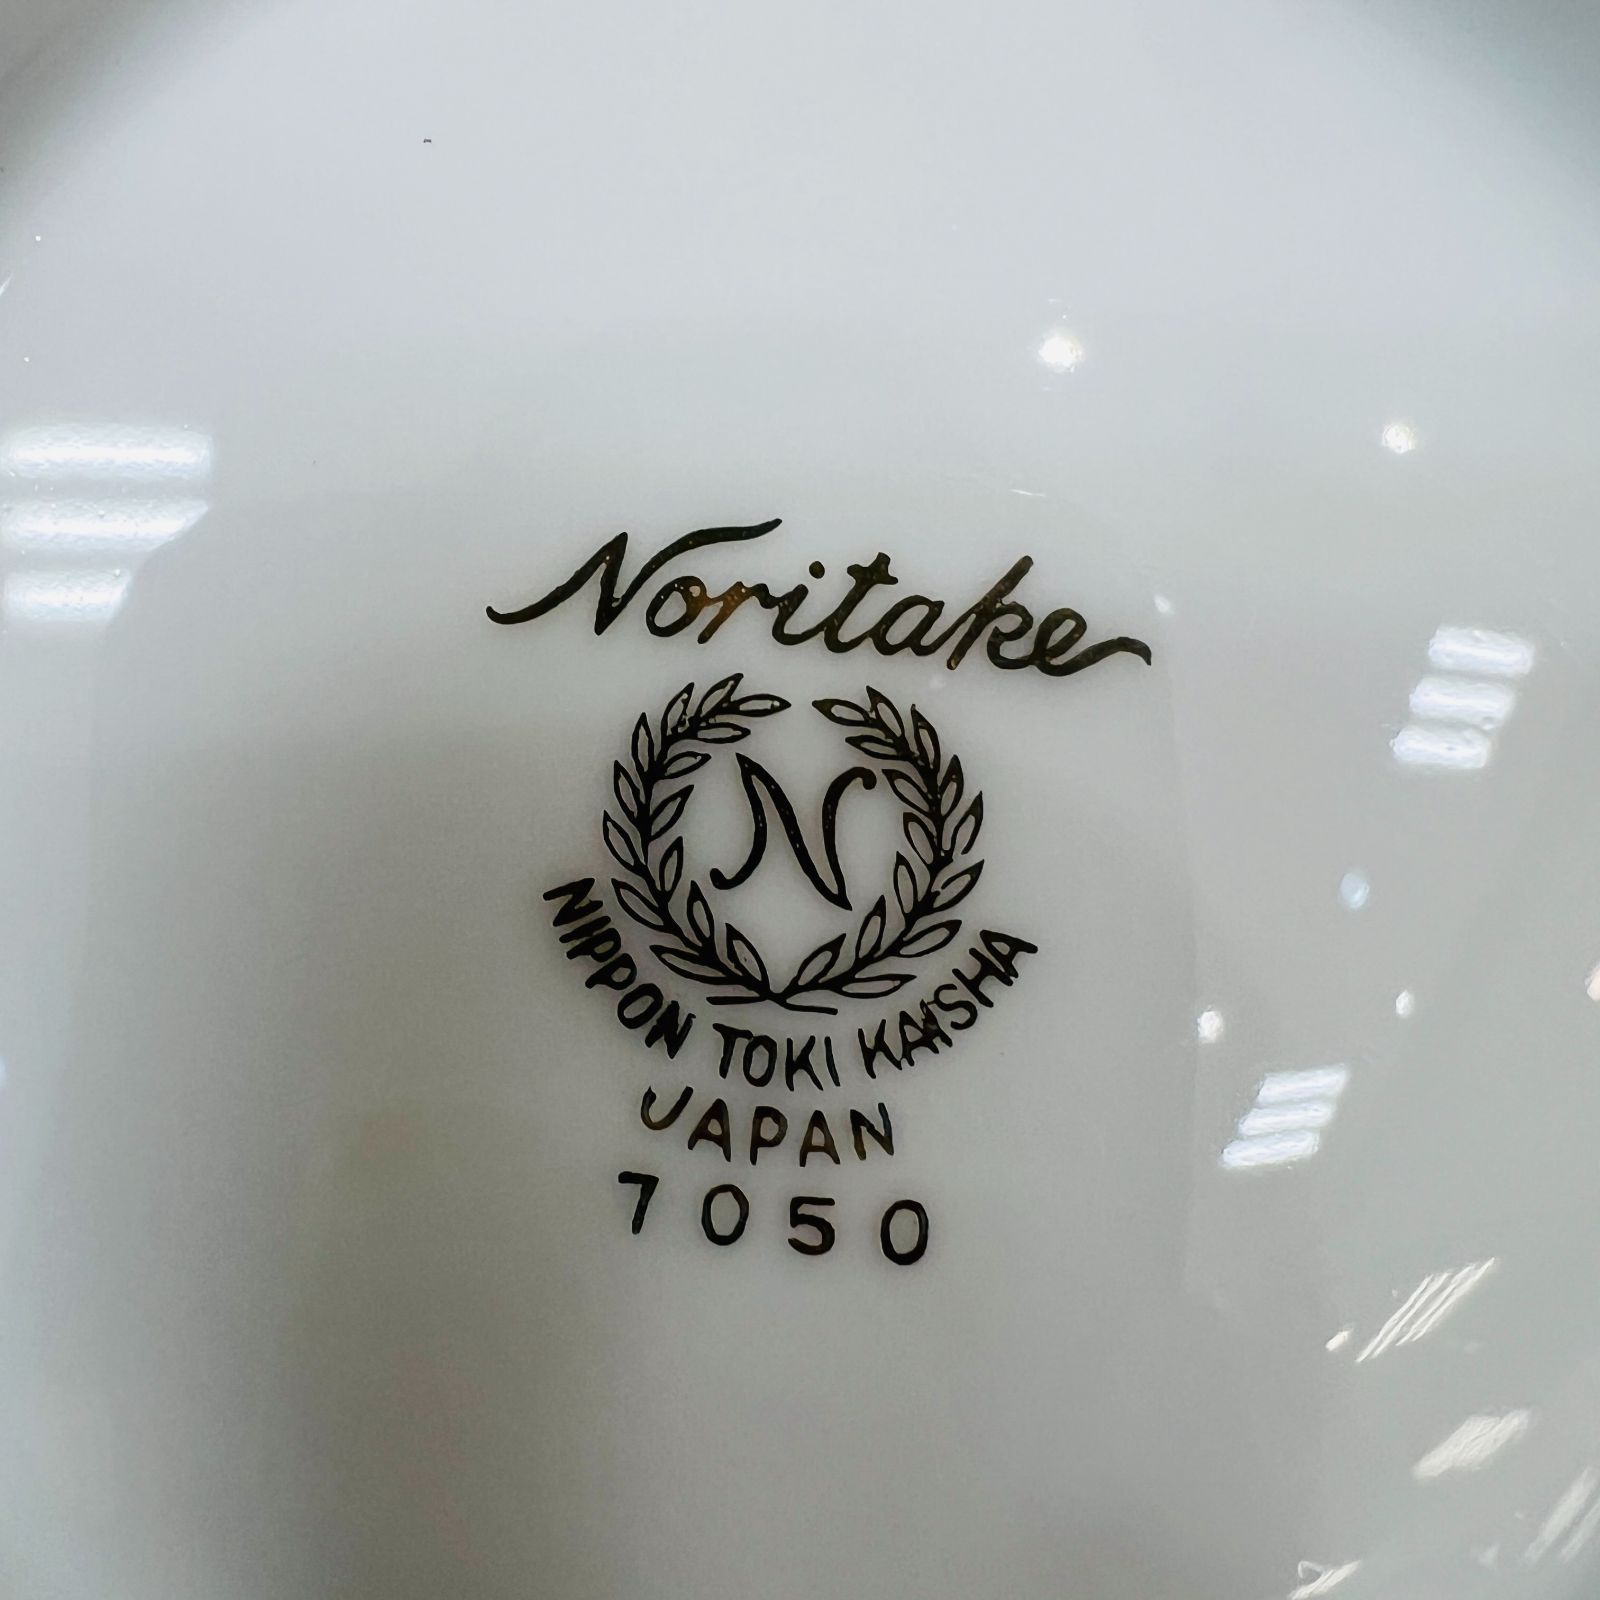 Noritake
N
NIPPON TOKI KAISHA
JAPAN
7050